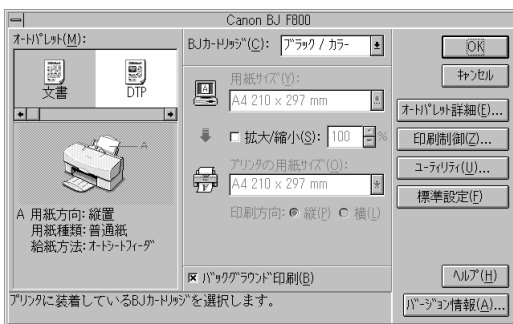 Canon BJ F800
オートパレット(M):
文書
DTP
A
A 用紙方向: 縦置
用紙種類: 普通紙
給紙方法: オートシートフィーダ
BJカートリッジ(C): ブラック / カラー
用紙サイズ(Y):
A4 210 x 297 mm
拡大/縮小(S): 100 %
プリンタの用紙サイズ(O):
A4 210 x 297 mm
印刷方向: 縦(P) 横(L)
バックグラウンド印刷(B)
OK
キャンセル
オートパレット詳細(E)...
印刷制御(Z)...
ユーティリティ(U)...
標準設定(F)
ヘルプ(H)
バージョン情報(A)...
プリンタに装着しているBJカートリッジを選択します。